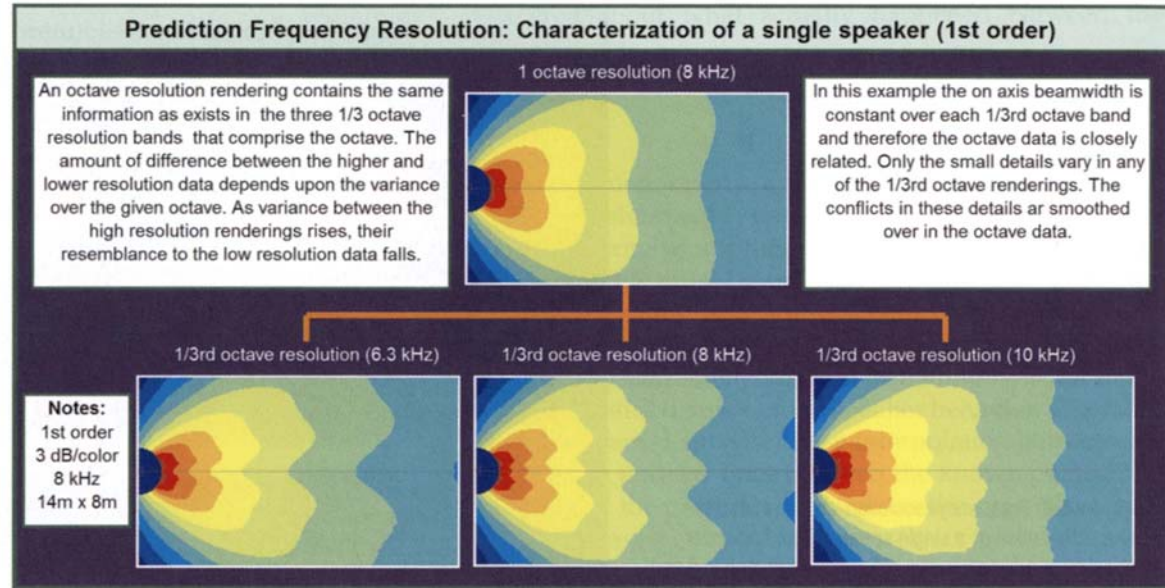 Prediction Frequency Resolution: Characterization of a single speaker (1st order)
An octave resolution rendering contains the same
information as exists in the three 1/3 octave
resolution bands that comprise the octave. The
amount of difference between the higher and
lower resolution data depends upon the variance
over the given octave. As variance between the
high resolution renderings rises, their
resemblance to the low resolution data falls.
1 octave resolution (8 kHz)
In this example the on axis beamwidth is
constant over each 1/3rd octave band
and therefore the octave data is closely
related. Only the small details vary in any
of the 1/3rd octave renderings. The
conflicts in these details ar smoothed
over in the octave data.
1/3rd octave resolution (6.3 kHz)
1/3rd octave resolution (8 kHz)
1/3rd octave resolution (10 kHz)
Notes:
1st order
3 dB/color
8 kHz
14m x 8m